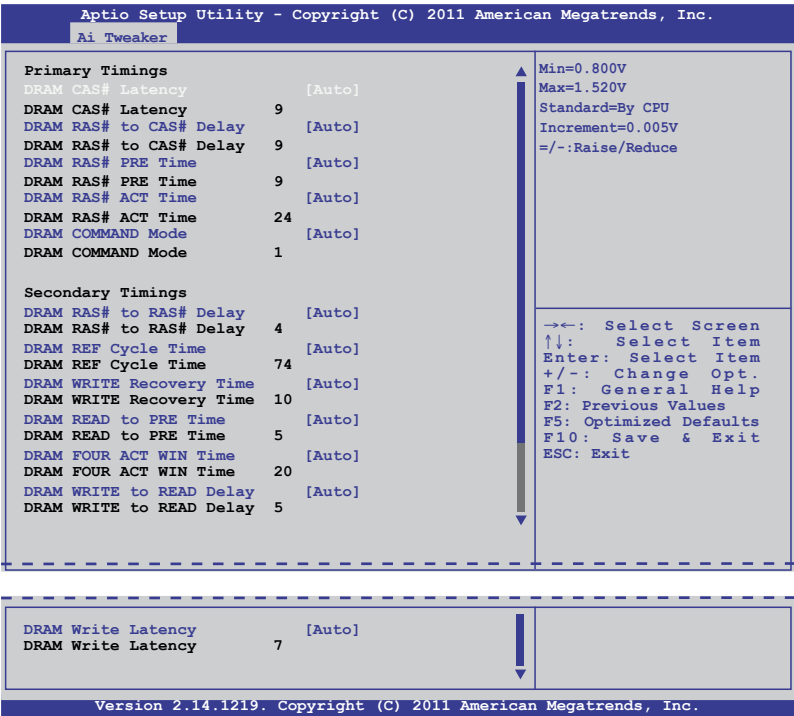 Aptio Setup Utility - Copyright (C) 2011 American Megatrends, Inc.
Ai Tweaker
Primary Timings
DRAM CAS# Latency [Auto]
DRAM CAS# Latency 9
DRAM RAS# to CAS# Delay [Auto]
DRAM RAS# to CAS# Delay 9
DRAM RAS# PRE Time [Auto]
DRAM RAS# PRE Time 9
DRAM RAS# ACT Time [Auto]
DRAM RAS# ACT Time 24
DRAM COMMAND Mode [Auto]
DRAM COMMAND Mode 1
Secondary Timings
DRAM RAS# to RAS# Delay [Auto]
DRAM RAS# to RAS# Delay 4
DRAM REF Cycle Time [Auto]
DRAM REF Cycle Time 74
DRAM WRITE Recovery Time [Auto]
DRAM WRITE Recovery Time 10
DRAM READ to PRE Time [Auto]
DRAM READ to PRE Time 5
DRAM FOUR ACT WIN Time [Auto]
DRAM FOUR ACT WIN Time 20
DRAM WRITE to READ Delay [Auto]
DRAM WRITE to READ Delay 5
Min=0.800V
Max=1.520V
Standard=By CPU
Increment=0.005V
=/-:Raise/Reduce
→←: Select Screen
↑↓: Select Item
Enter: Select Item
+/-: Change Opt.
F1: General Help
F2: Previous Values
F5: Optimized Defaults
F10: Save & Exit
ESC: Exit
DRAM Write Latency [Auto]
DRAM Write Latency 7
Version 2.14.1219. Copyright (C) 2011 American Megatrends, Inc.